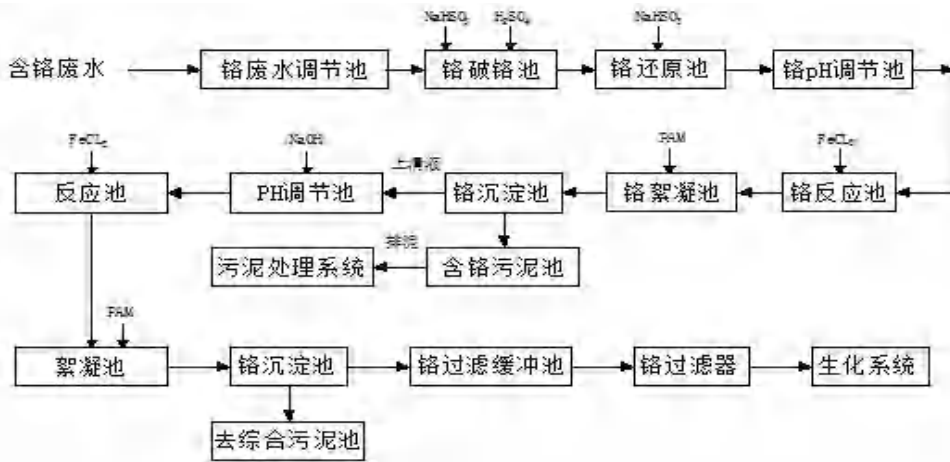 NaHSO₃ H₂SO₄ NaHSO₃
含铬废水 铬废水调节池 铬破铬池 铬还原池 铬pH调节池
NaOH PAM
上清液
反应池 PH调节池 铬沉淀池 铬絮凝池 铬反应池
排泥
污泥处理系统 含铬污泥池
PAM
絮凝池 铬沉淀池 铬过滤缓冲池 铬过滤器 生化系统
去综合污泥池